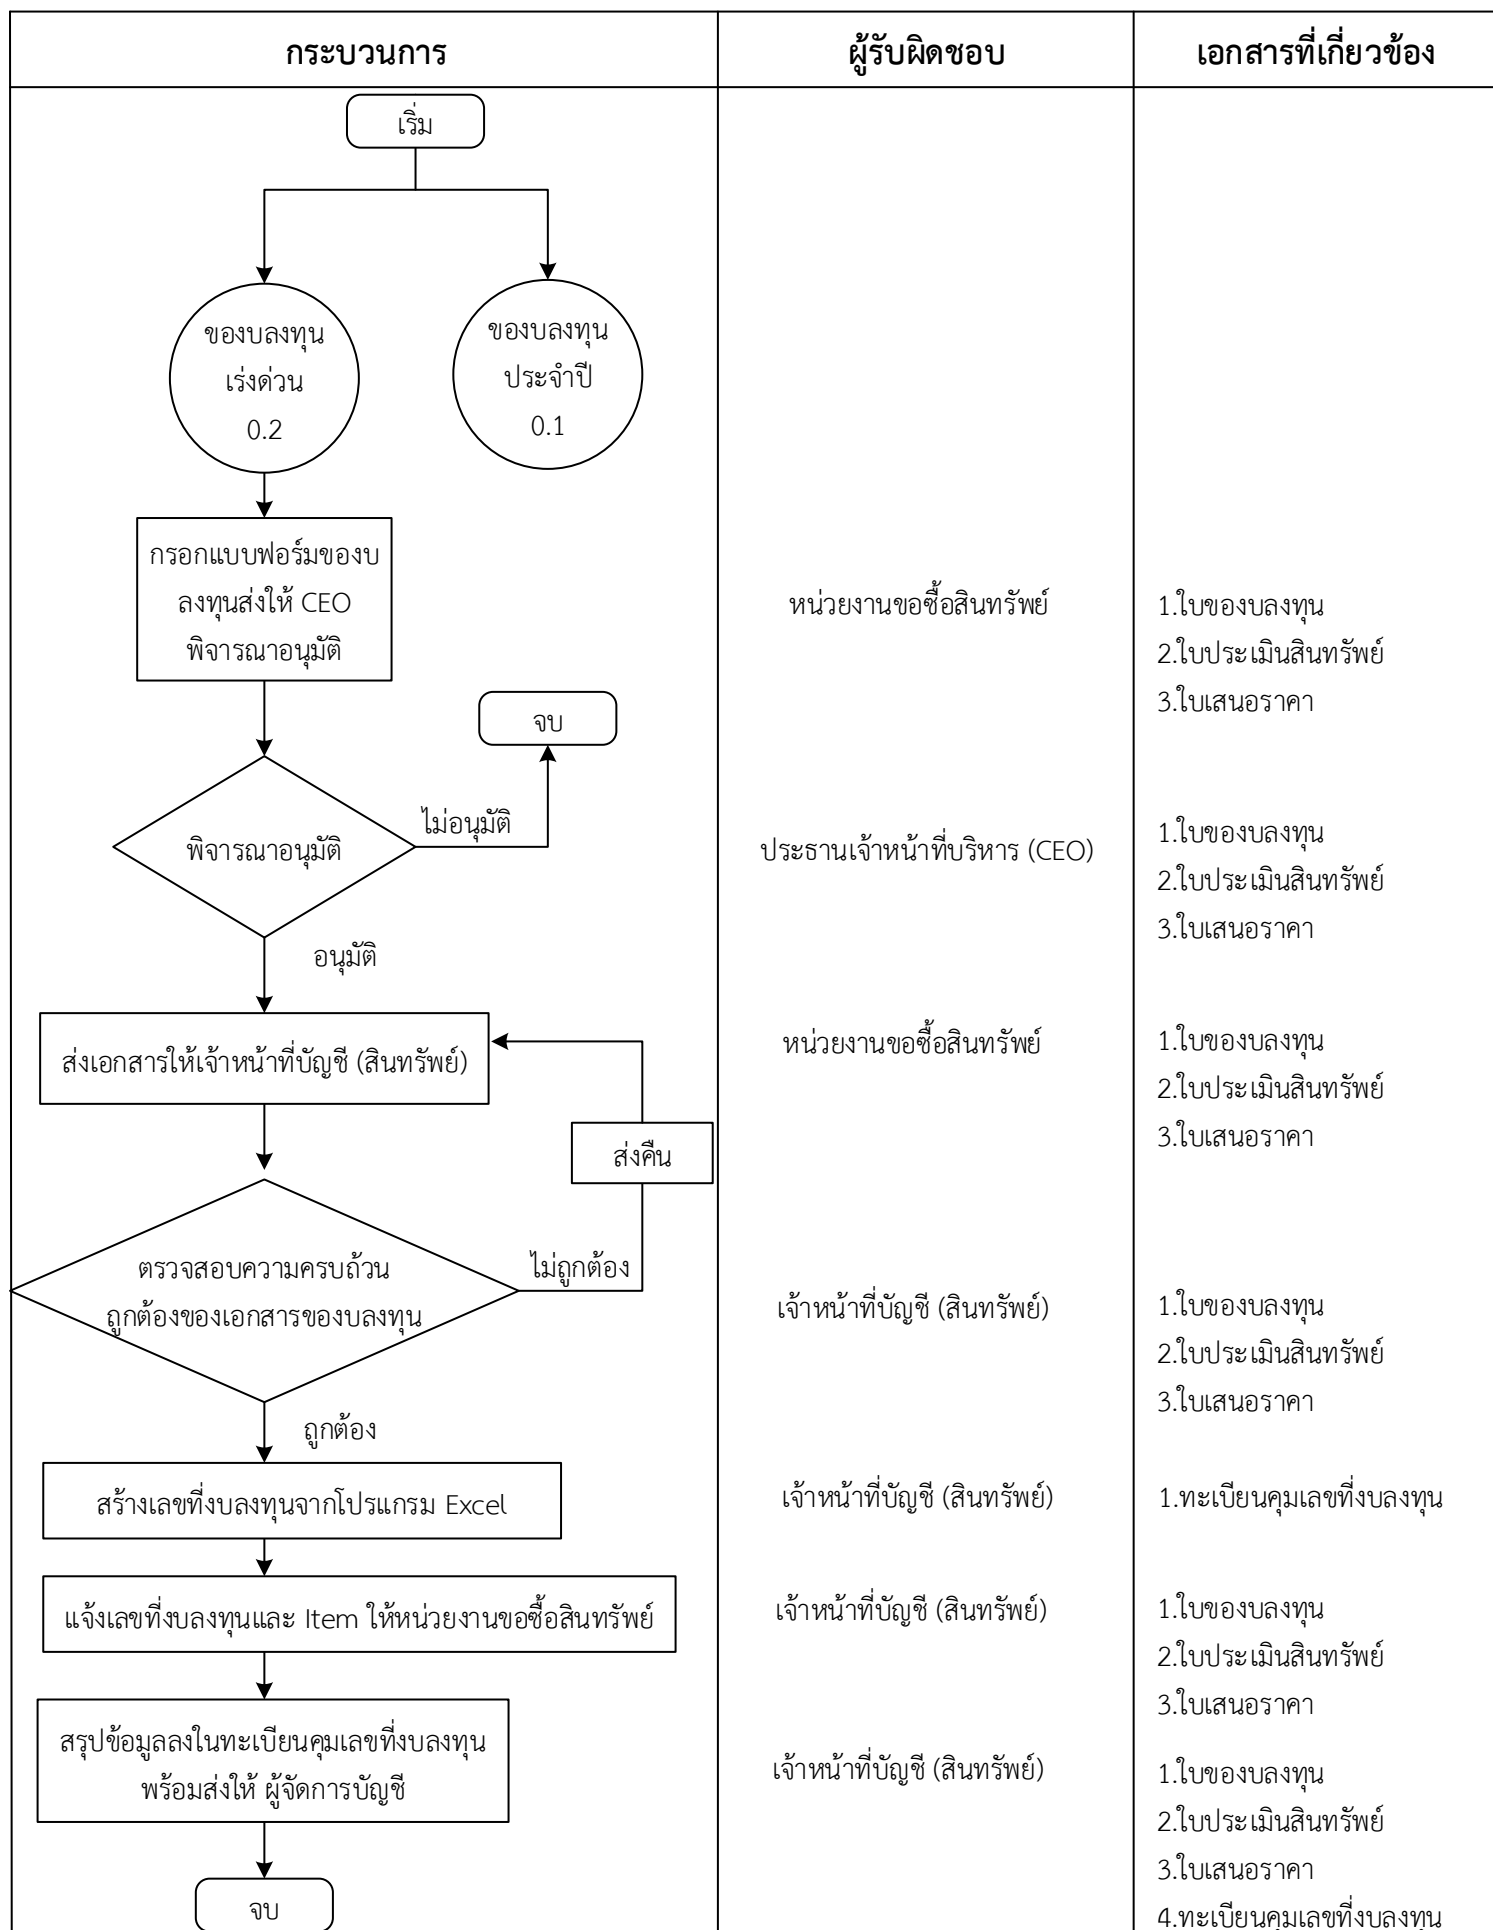 กระบวนการ
ผู้รับผิดชอบ
เอกสารที่เกี่ยวข้อง
เริ่ม
ของบลงทุน
เร่งด่วน
0.2
ของบลงทุน
ประจำปี
0.1
กรอกแบบฟอร์มของบ
ลงทุนส่งให้ CEO
พิจารณาอนุมัติ
หน่วยงานขอซื้อสินทรัพย์
1.ใบของบลงทุน
2.ใบประเมินสินทรัพย์
3.ใบเสนอราคา
จบ
พิจารณาอนุมัติ
ไม่อนุมัติ
ประธานเจ้าหน้าที่บริหาร (CEO)
1.ใบของบลงทุน
2.ใบประเมินสินทรัพย์
3.ใบเสนอราคา
อนุมัติ
ส่งเอกสารให้เจ้าหน้าที่บัญชี (สินทรัพย์)
หน่วยงานขอซื้อสินทรัพย์
1.ใบของบลงทุน
2.ใบประเมินสินทรัพย์
3.ใบเสนอราคา
ส่งคืน
ตรวจสอบความครบถ้วน
ถูกต้องของเอกสารของบลงทุน
ไม่ถูกต้อง
เจ้าหน้าที่บัญชี (สินทรัพย์)
1.ใบของบลงทุน
2.ใบประเมินสินทรัพย์
3.ใบเสนอราคา
ถูกต้อง
สร้างเลขที่งบลงทุนจากโปรแกรม Excel
เจ้าหน้าที่บัญชี (สินทรัพย์)
1.ทะเบียนคุมเลขที่งบลงทุน
แจ้งเลขที่งบลงทุนและ Item ให้หน่วยงานขอซื้อสินทรัพย์
เจ้าหน้าที่บัญชี (สินทรัพย์)
1.ใบของบลงทุน
2.ใบประเมินสินทรัพย์
3.ใบเสนอราคา
สรุปข้อมูลลงในทะเบียนคุมเลขที่งบลงทุน
พร้อมส่งให้ ผู้จัดการบัญชี
เจ้าหน้าที่บัญชี (สินทรัพย์)
1.ใบของบลงทุน
2.ใบประเมินสินทรัพย์
3.ใบเสนอราคา
4.ทะเบียนคุมเลขที่งบลงทุน
จบ